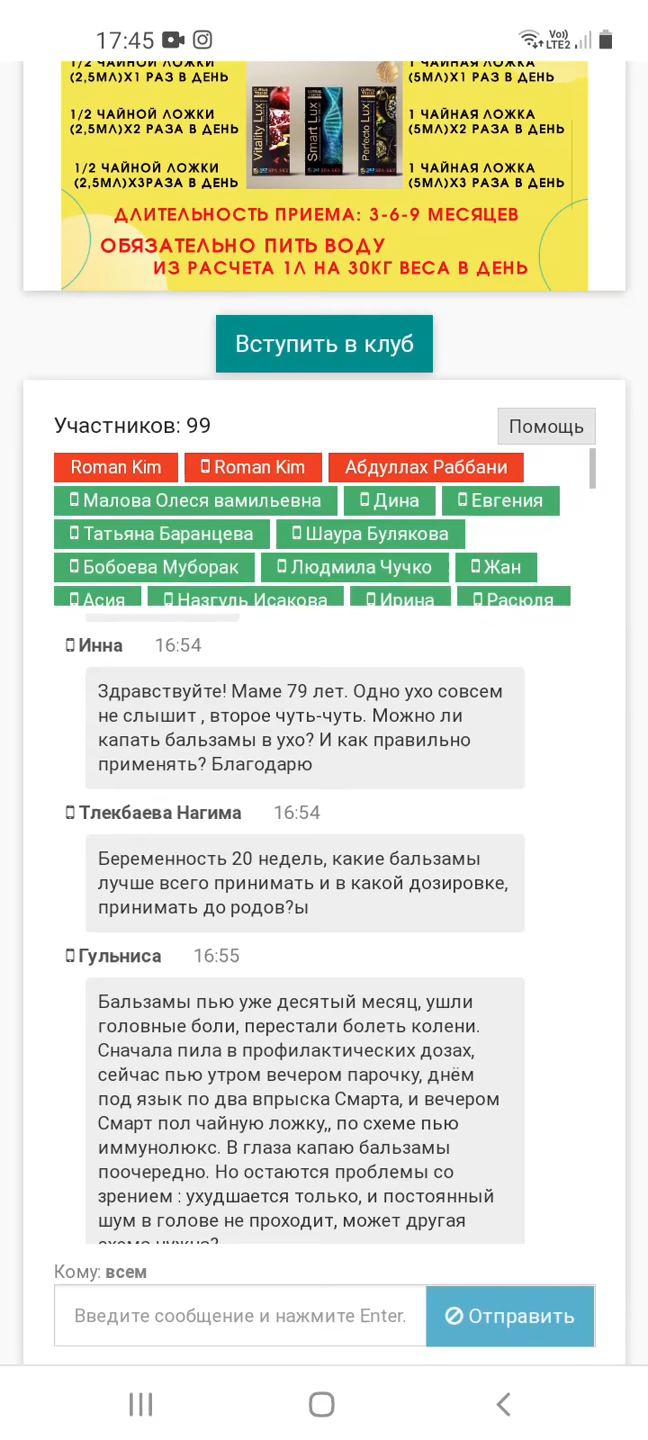 17:45
Vo))
LTE2
1/2 ЧАЙНОЙ ЛОЖКИ
(2,5МЛ)Х1 РАЗ В ДЕНЬ
1/2 ЧАЙНОЙ ЛОЖКИ
(2,5МЛ)Х2 РАЗА В ДЕНЬ
1/2 ЧАЙНОЙ ЛОЖКИ
(2,5МЛ)Х3РАЗА В ДЕНЬ
Vitality Lux
Smart Lux
Perfecto Lux
1 ЧАЙНАЯ ЛОЖКА
(5МЛ)Х1 РАЗ В ДЕНЬ
1 ЧАЙНАЯ ЛОЖКА
(5МЛ)Х2 РАЗА В ДЕНЬ
1 ЧАЙНАЯ ЛОЖКА
(5МЛ)Х3 РАЗА В ДЕНЬ
ДЛИТЕЛЬНОСТЬ ПРИЕМА: 3-6-9 МЕСЯЦЕВ
ОБЯЗАТЕЛЬНО ПИТЬ ВОДУ
ИЗ РАСЧЕТА 1Л НА 30КГ ВЕСА В ДЕНЬ
Вступить в клуб
Участников: 99
Помощь
Roman Kim Roman Kim Абдуллах Раббани
Малова Олеся вамильевна Дина Евгения
Татьяна Баранцева Шаура Булякова
Бобоева Муборак Людмила Чучко Жан
Асия Назгуль Исакова Ирина Расюля
Инна 16:54
Здравствуйте! Маме 79 лет. Одно ухо совсем
не слышит , второе чуть-чуть. Можно ли
капать бальзамы в ухо? И как правильно
применять? Благодарю
Тлекбаева Нагима 16:54
Беременность 20 недель, какие бальзамы
лучше всего принимать и в какой дозировке,
принимать до родов?ы
Гульниса 16:55
Бальзамы пью уже десятый месяц, ушли
головные боли, перестали болеть колени.
Сначала пила в профилактических дозах,
сейчас пью утром вечером парочку, днём
под язык по два впрыска Смарта, и вечером
Смарт пол чайную ложку,, по схеме пью
иммунолюкс. В глаза капаю бальзамы
поочередно. Но остаются проблемы со
зрением : ухудшается только, и постоянный
шум в голове не проходит, может другая
схема нужна?
Кому: всем
Введите сообщение и нажмите Enter.
Отправить